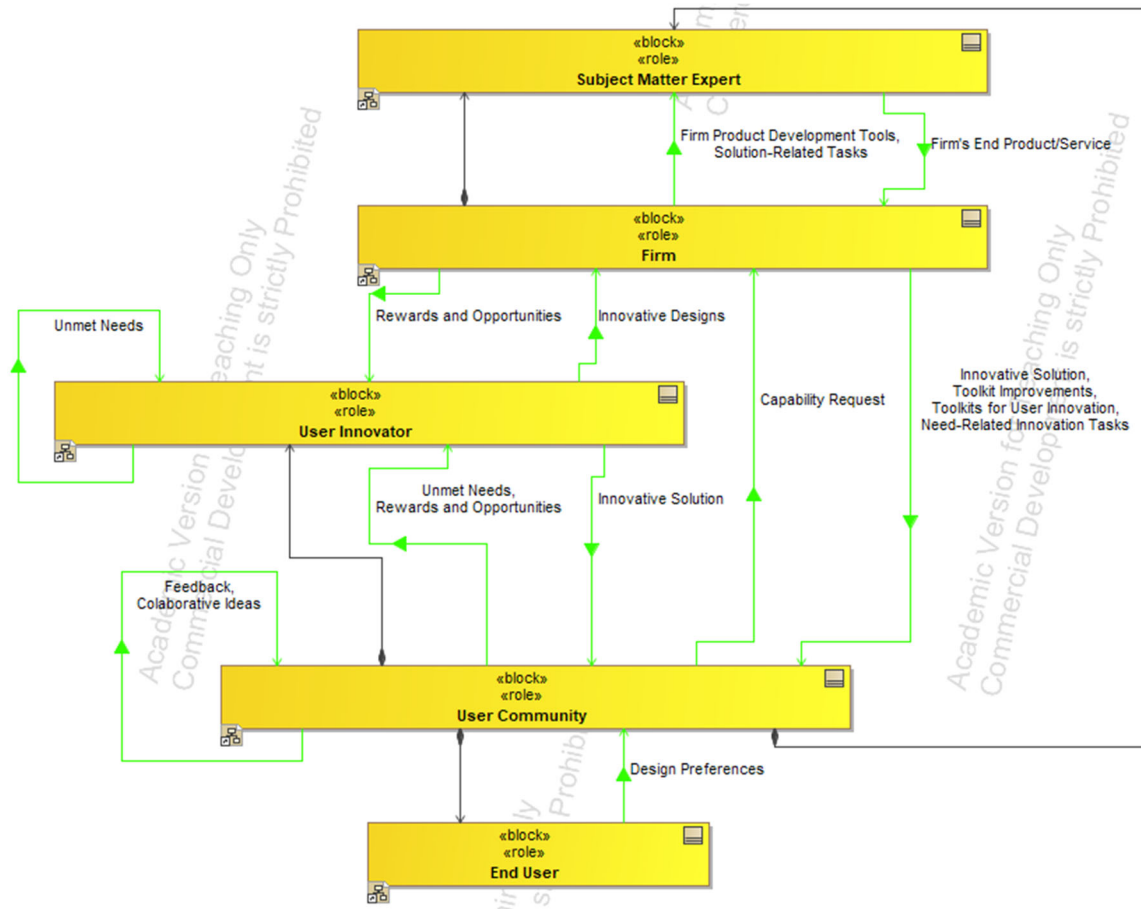 «block»
«role»
Subject Matter Expert
Firm Product Development Tools,
Solution-Related Tasks
Firm's End Product/Service
«block»
«role»
Firm
Rewards and Opportunities
Innovative Designs
Unmet Needs
Capability Request
Innovative Solution,
Toolkit Improvements,
Toolkits for User Innovation,
Need-Related Innovation Tasks
«block»
«role»
User Innovator
Unmet Needs,
Rewards and Opportunities
Innovative Solution
Feedback,
Colaborative Ideas
«block»
«role»
User Community
Design Preferences
«block»
«role»
End User
Academic Version for Teaching Only
Commercial Development is strictly Prohibited